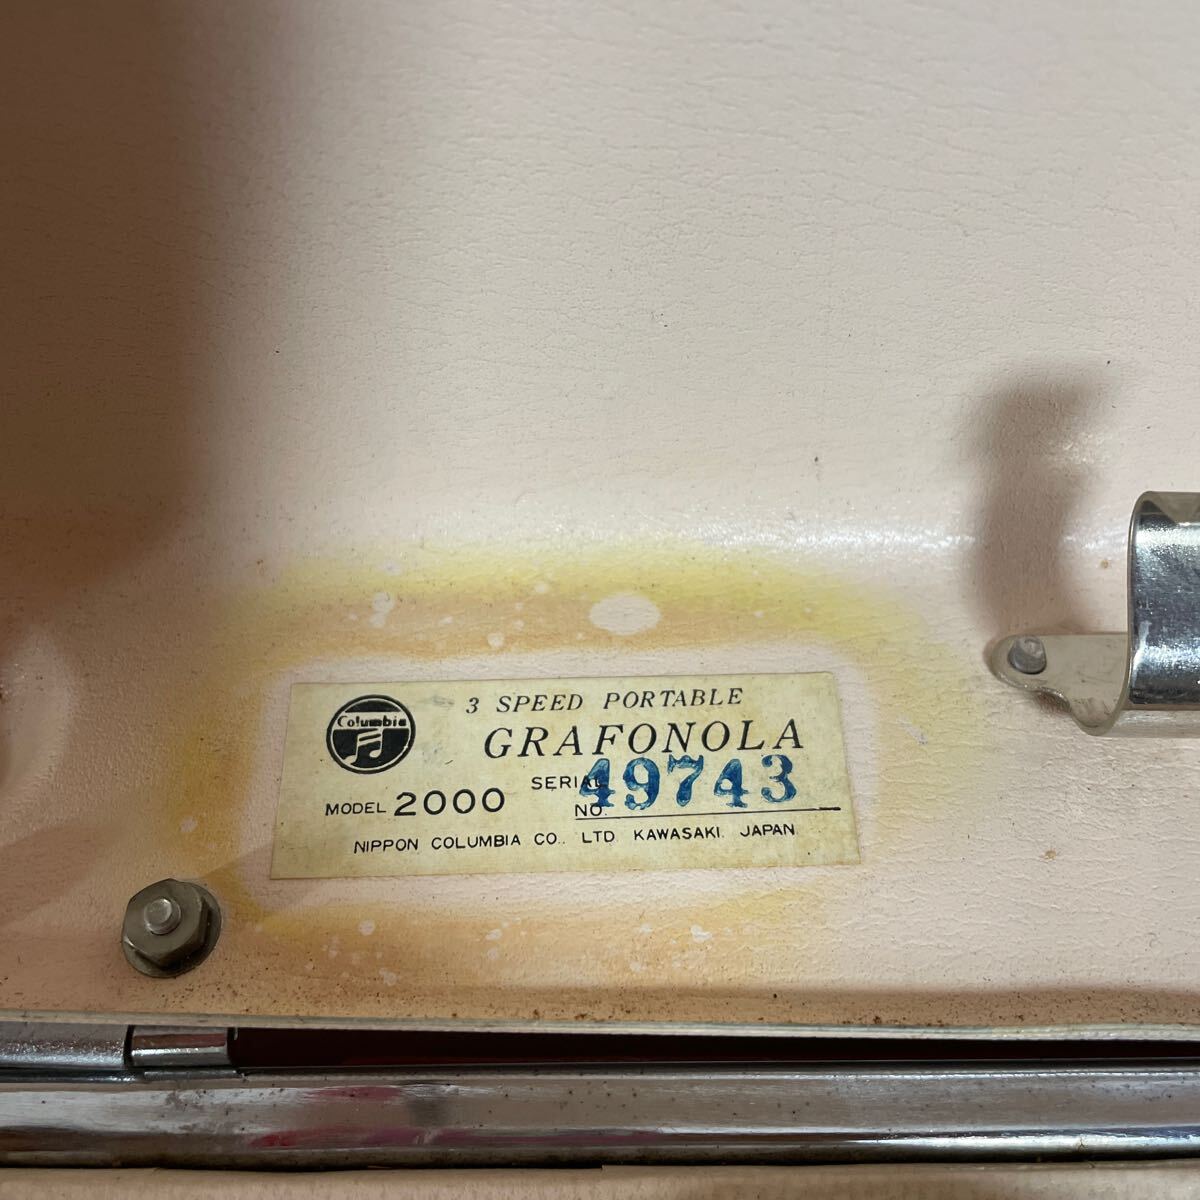 Columbia
3 SPEED PORTABLE
GRAFONOLA
MODEL 2000 SERIAL NO. 49743
NIPPON COLUMBIA CO., LTD. KAWASAKI. JAPAN.